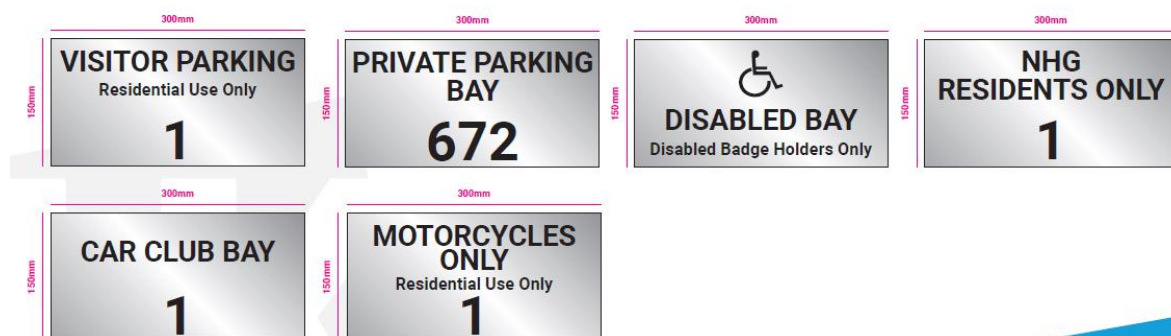 300mm
300mm
300mm
300mm
150mm
VISITOR PARKING
Residential Use Only
1
150mm
PRIVATE PARKING
BAY
672
150mm
DISABLED BAY
Disabled Badge Holders Only
150mm
NHG
RESIDENTS ONLY
1
300mm
300mm
150mm
CAR CLUB BAY
1
150mm
MOTORCYCLES
ONLY
Residential Use Only
1